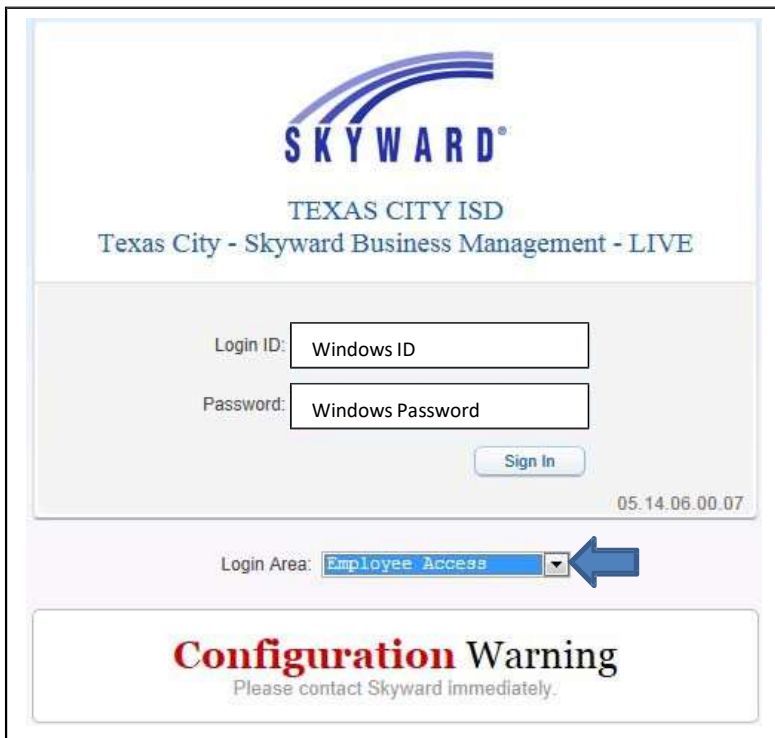 SKYWARD®
TEXAS CITY ISD
Texas City - Skyward Business Management - LIVE
Login ID: Windows ID
Password: Windows Password
Sign In
05.14.06.00.07
Login Area: Employee Access
Configuration Warning
Please contact Skyward immediately.